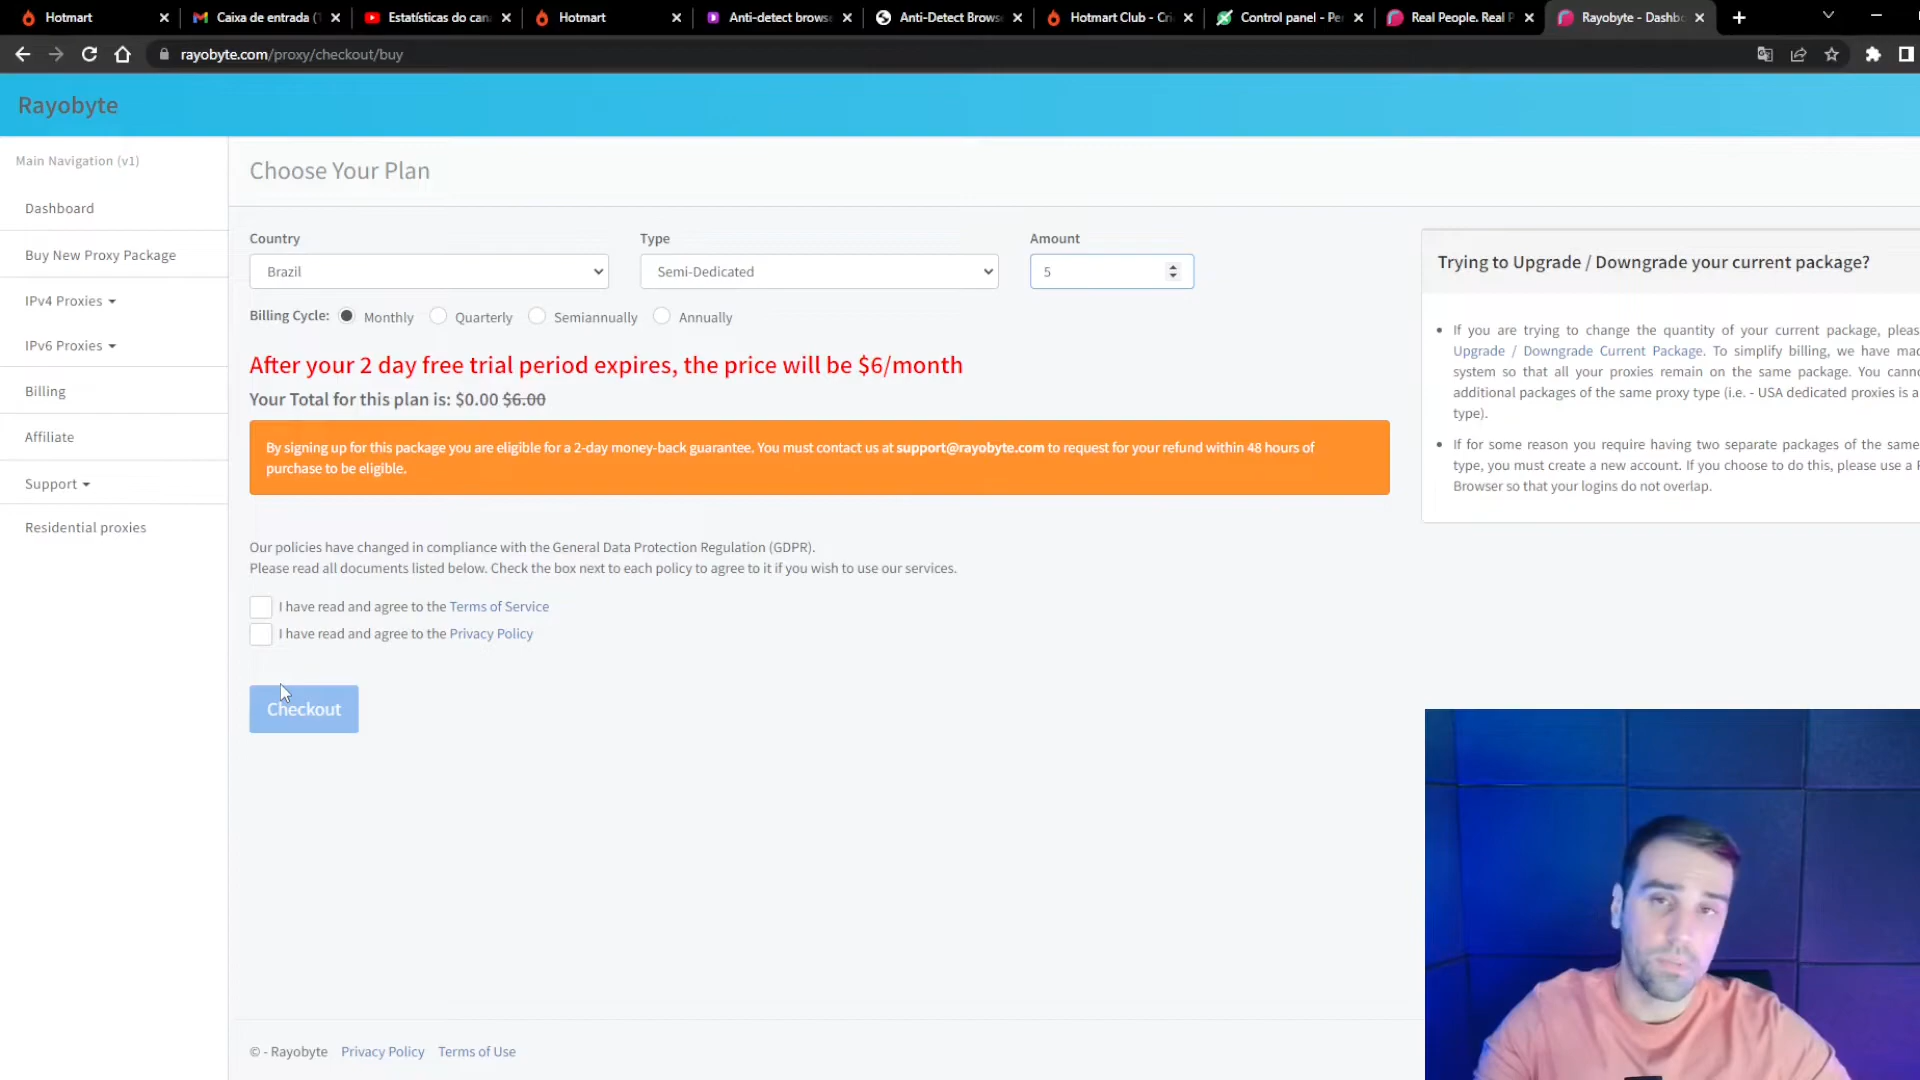 Hotmart
Caixa de entrada (1
Estatísticas do can
Hotmart
Anti-detect browse
Anti-Detect Brows
Hotmart Club - Cri
Control panel - Pe
Real People. Real P
Rayobyte - Dashbo
rayobyte.com/proxy/checkout/buy
Rayobyte
Main Navigation (v1)
Dashboard
Buy New Proxy Package
IPv4 Proxies
IPv6 Proxies
Billing
Affiliate
Support
Residential proxies
Choose Your Plan
Country
Type
Amount
Brazil
Semi-Dedicated
5
Billing Cycle: Monthly Quarterly Semiannually Annually
After your 2 day free trial period expires, the price will be $6/month
Your Total for this plan is: $0.00 $6.00
By signing up for this package you are eligible for a 2-day money-back guarantee. You must contact us at support@rayobyte.com to request for your refund within 48 hours of
purchase to be eligible.
Our policies have changed in compliance with the General Data Protection Regulation (GDPR).
Please read all documents listed below. Check the box next to each policy to agree to it if you wish to use our services.
I have read and agree to the Terms of Service
I have read and agree to the Privacy Policy
Checkout
Trying to Upgrade / Downgrade your current package?
If you are trying to change the quantity of your current package, pleas
Upgrade / Downgrade Current Package. To simplify billing, we have mad
system so that all your proxies remain on the same package. You canno
additional packages of the same proxy type (i.e. - USA dedicated proxies is a
type).
If for some reason you require having two separate packages of the same
type, you must create a new account. If you choose to do this, please use a P
Browser so that your logins do not overlap.
© - Rayobyte Privacy Policy Terms of Use